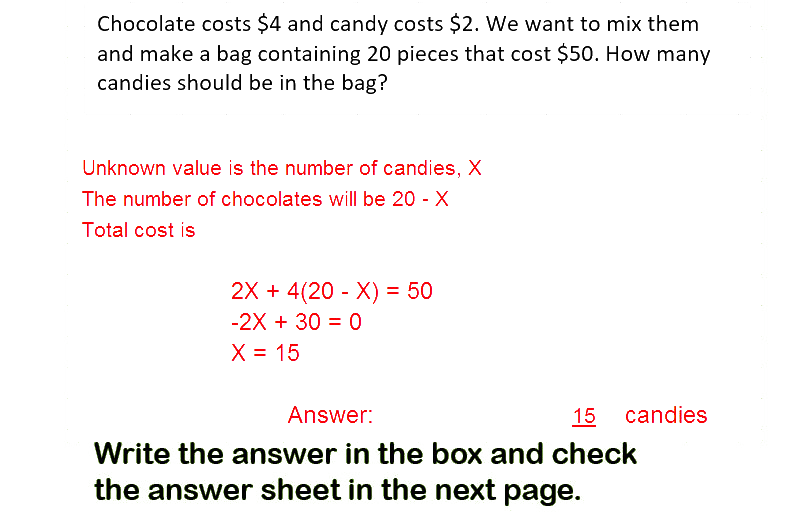 Chocolate costs $4 and candy costs $2. We want to mix them
and make a bag containing 20 pieces that cost $50. How many
candies should be in the bag?
Unknown value is the number of candies, X
The number of chocolates will be 20 - X
Total cost is
2X + 4(20 - X) = 50
-2X + 30 = 0
X = 15
Answer: 15 candies
Write the answer in the box and check
the answer sheet in the next page.